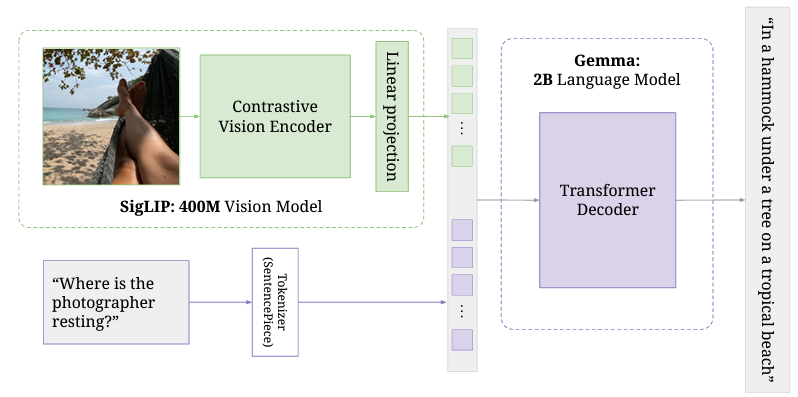 Contrastive
Vision Encoder
Linear projection
SigLIP: 400M Vision Model
“Where is the
photographer
resting?”
Tokenizer
(SentencePiece)
...
...
Gemma:
2B Language Model
Transformer
Decoder
“In a hammock under a tree on a tropical beach”